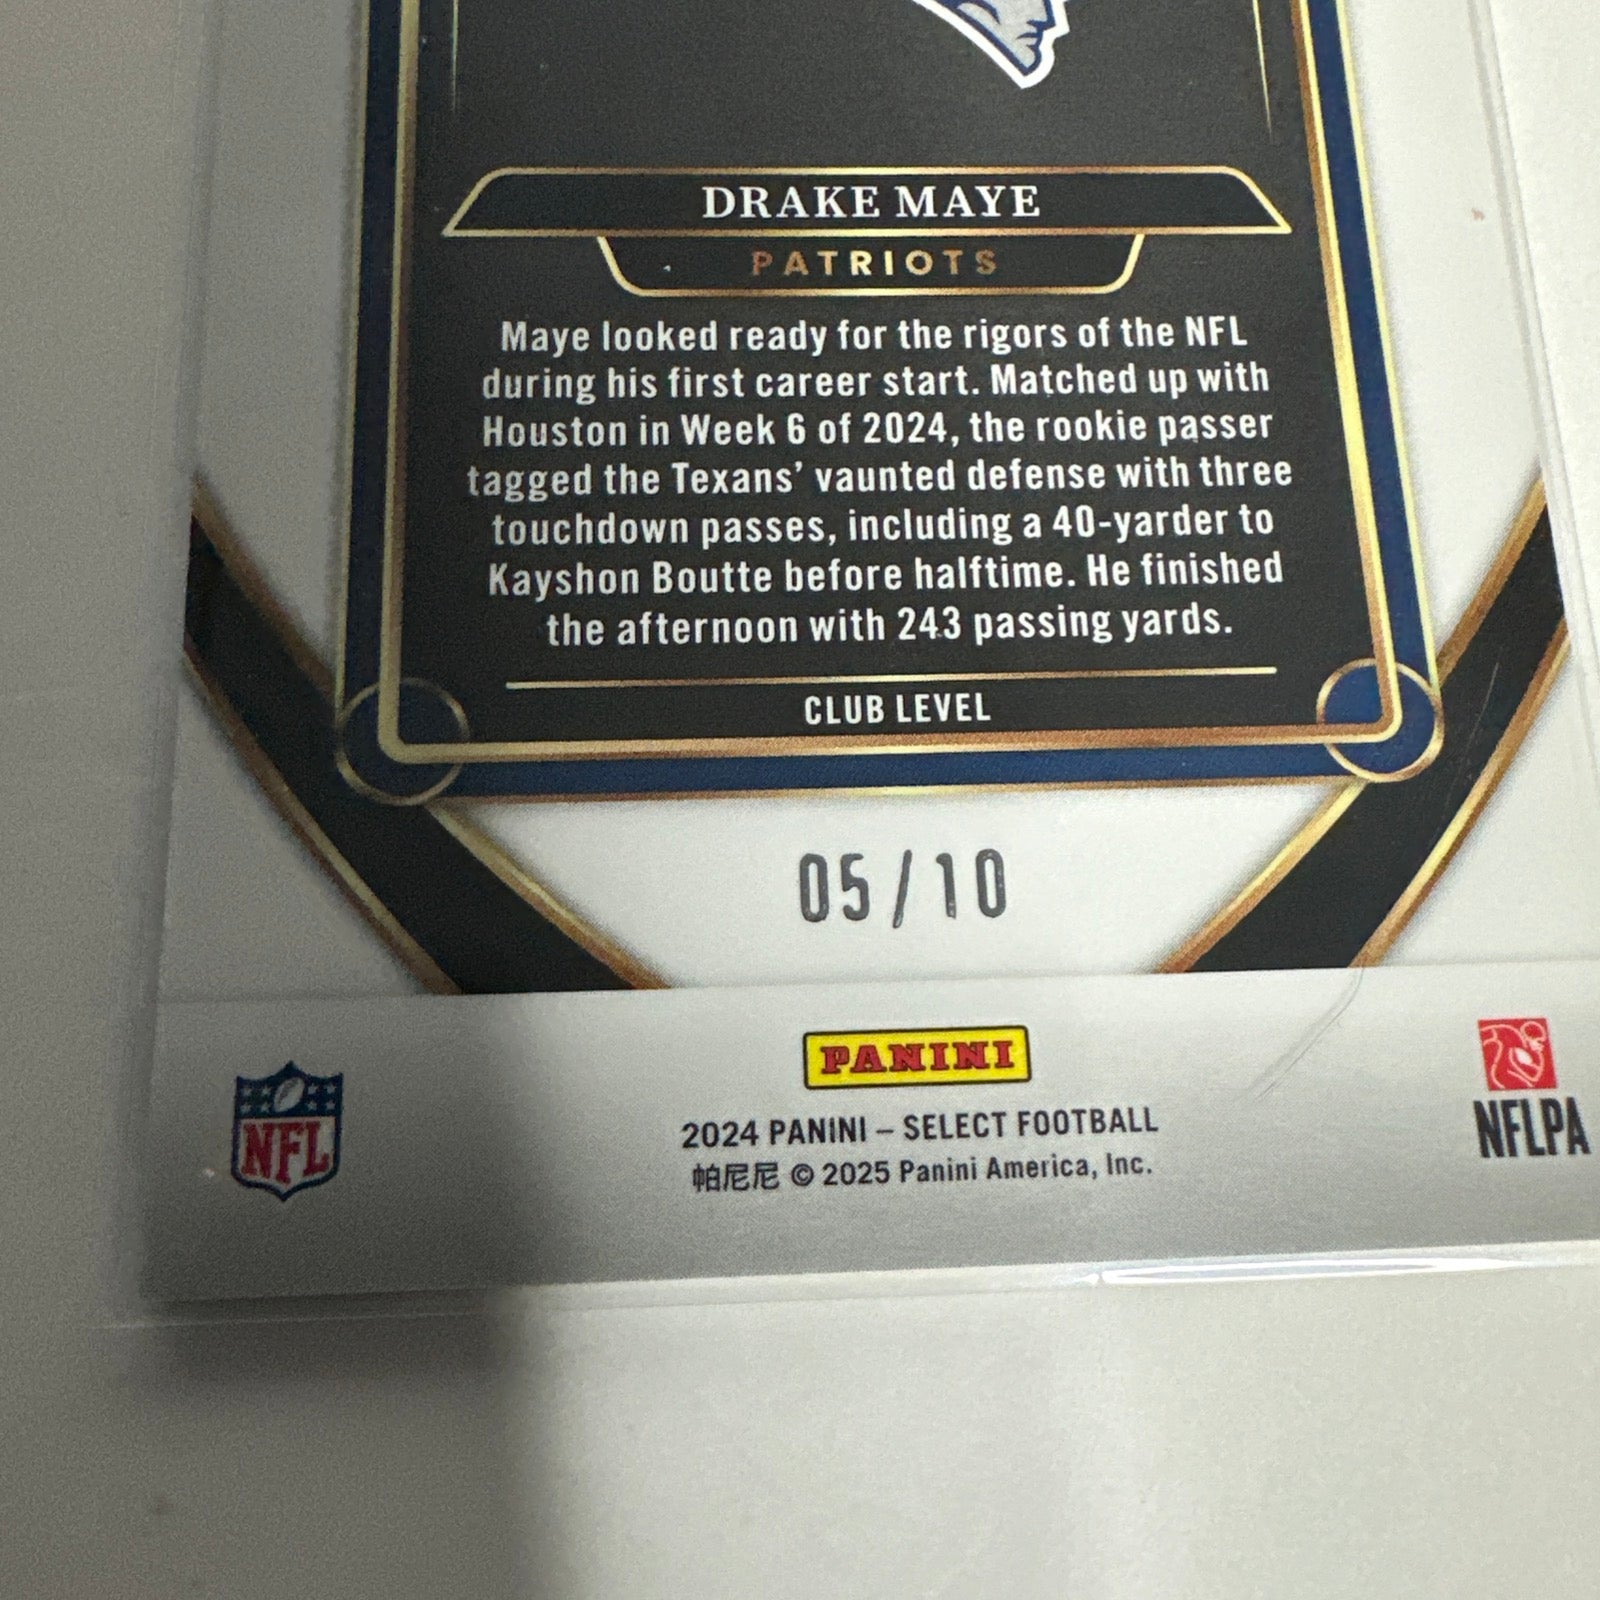 DRAKE MAYE
PATRIOTS
Maye looked ready for the rigors of the NFL
during his first career start. Matched up with
Houston in Week 6 of 2024, the rookie passer
tagged the Texans’ vaunted defense with three
touchdown passes, including a 40-yarder to
Kayshon Boutte before halftime. He finished
the afternoon with 243 passing yards.
CLUB LEVEL
05/10
PANINI
NFL
NFLPA
2024 PANINI – SELECT FOOTBALL
帕尼尼 © 2025 Panini America, Inc.